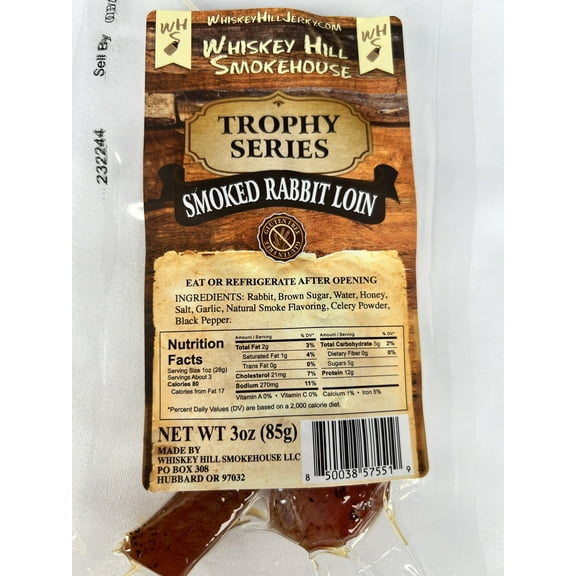 WHISKEYHILLJERKY.COM
WHISKEY HILL
SMOKEHOUSE
WH
S
WH
S
Sell By
232244
TROPHY
SERIES
SMOKED RABBIT LOIN
GLUTEN FREE
GLUTEN FREE
EAT OR REFRIGERATE AFTER OPENING
INGREDIENTS: Rabbit, Brown Sugar, Water, Honey,
Salt, Garlic, Natural Smoke Flavoring, Celery Powder,
Black Pepper.
Nutrition
Facts
Serving Size 1oz (28g)
Servings About 3
Calories 80
Calories from Fat 17
Amount / Serving % DV*
Total Fat 2g 3%
Saturated Fat 1g 4%
Trans Fat 0g 0%
Cholesterol 21mg 7%
Sodium 270mg 11%
Amount / Serving % DV*
Total Carbohydrate 5g 2%
Dietary Fiber 0g 0%
Sugars 5g
Protein 12g
Vitamin A 0% • Vitamin C 0% • Calcium 1% • Iron 5%
*Percent Daily Values (DV) are based on a 2,000 calorie diet.
NET WT 3oz (85g)
MADE BY
WHISKEY HILL SMOKEHOUSE LLC
PO BOX 308
HUBBARD OR 97032
8 50038 57551 9